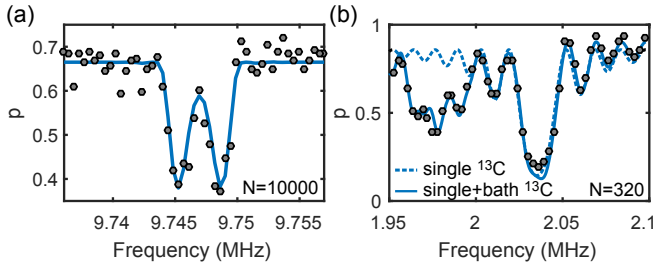 (a)
0.7
0.6
0.5
0.4
p
N=10000
9.74
9.745
9.75
9.755
Frequency (MHz)
(b)
1
0.5
0
p
single ¹³C
single+bath ¹³C
N=320
1.95
2
2.05
2.1
Frequency (MHz)